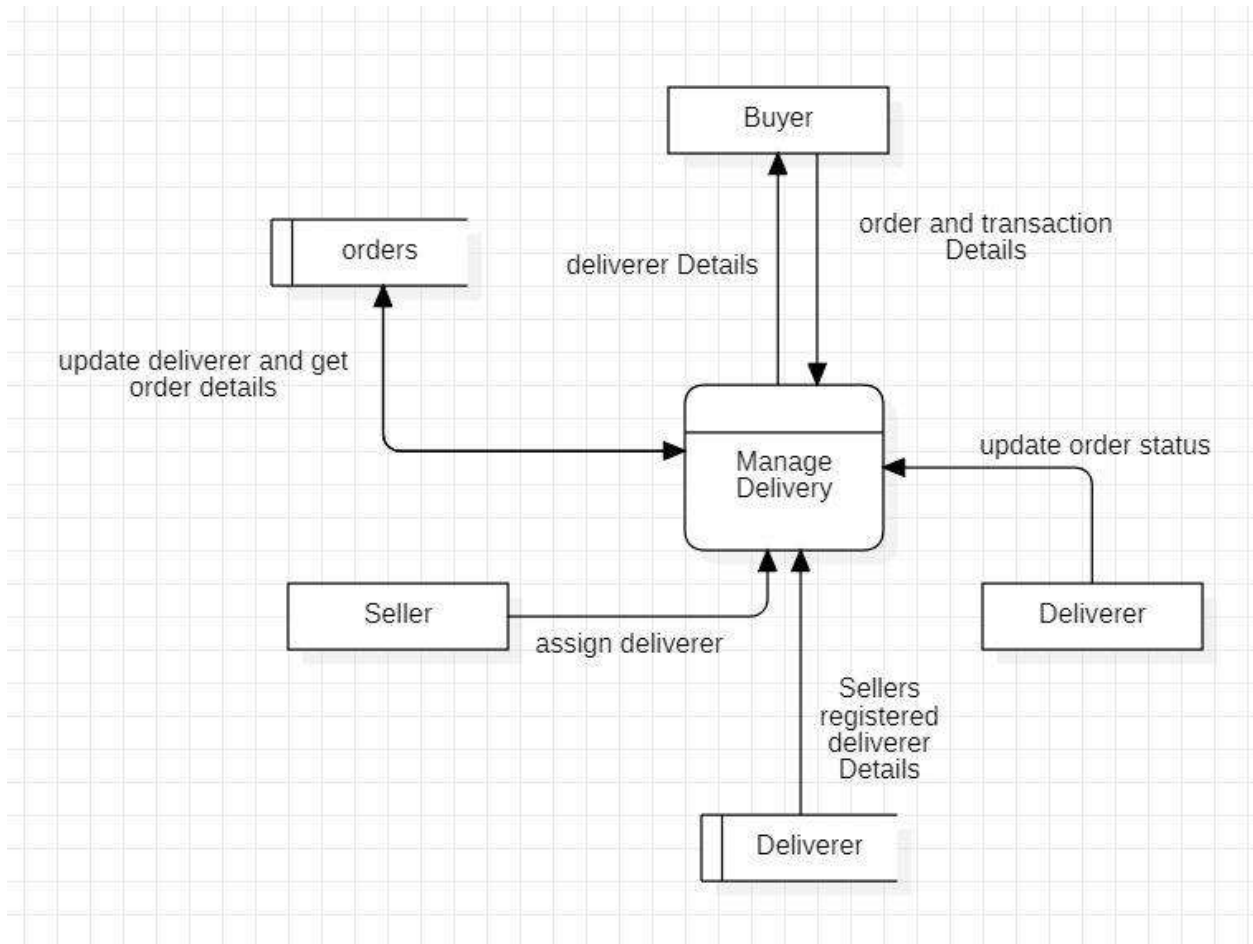 Buyer
order and transaction
Details
orders
deliverer Details
update deliverer and get
order details
update order status
Manage
Delivery
Seller
Deliverer
assign deliverer
Sellers
registered
deliverer
Details
Deliverer